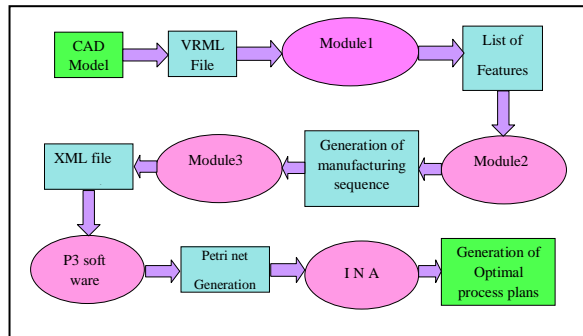 CAD
Model
VRML
File
Module1
List of
Features
XML file
Module3
Generation of
manufacturing
sequence
Module2
P3 soft
ware
Petri net
Generation
I N A
Generation of
Optimal
process plans